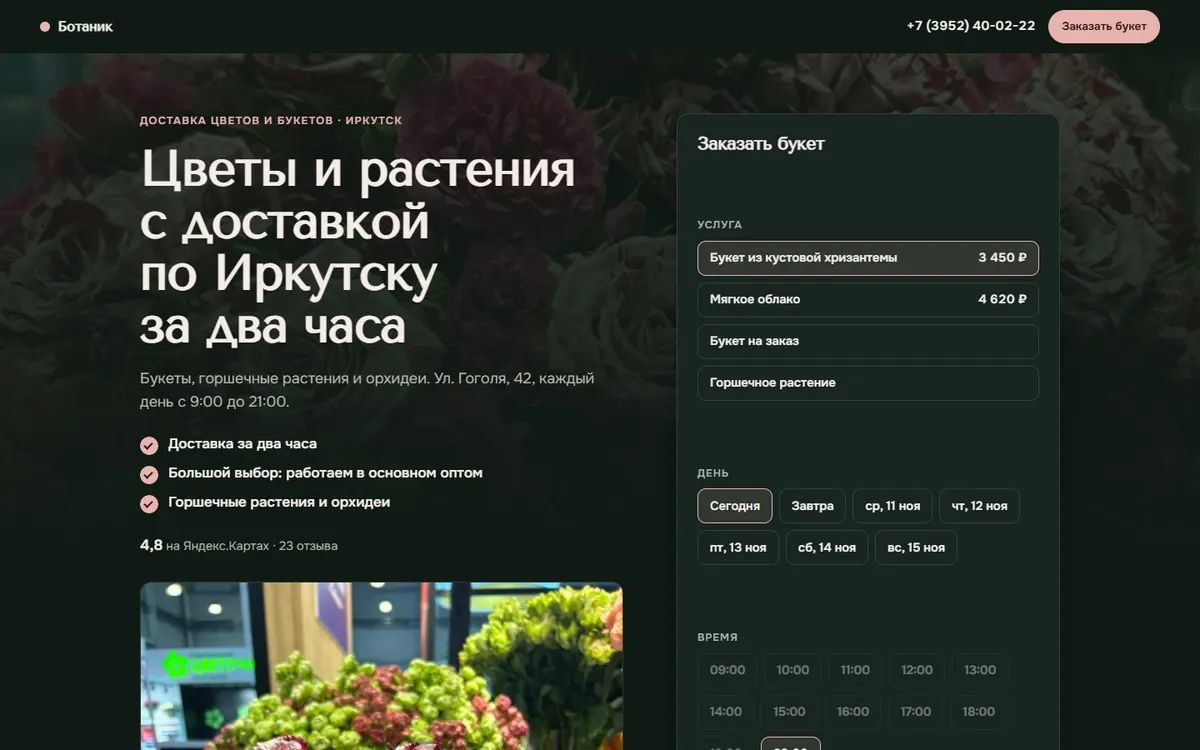 Ботаник
+7 (3952) 40-02-22
Заказать букет
ДОСТАВКА ЦВЕТОВ И БУКЕТОВ · ИРКУТСК
Цветы и растения
с доставкой
по Иркутску
за два часа
Букеты, горшечные растения и орхидеи. Ул. Гоголя, 42, каждый
день с 9:00 до 21:00.
Доставка за два часа
Большой выбор: работаем в основном оптом
Горшечные растения и орхидеи
4,8 на Яндекс.Картах · 23 отзыва
Заказать букет
УСЛУГА
Букет из кустовой хризантемы 3 450 ₽
Мягкое облако 4 620 ₽
Букет на заказ
Горшечное растение
ДЕНЬ
Сегодня Завтра ср, 11 ноя чт, 12 ноя
пт, 13 ноя сб, 14 ноя вс, 15 ноя
ВРЕМЯ
09:00 10:00 11:00 12:00 13:00
14:00 15:00 16:00 17:00 18:00